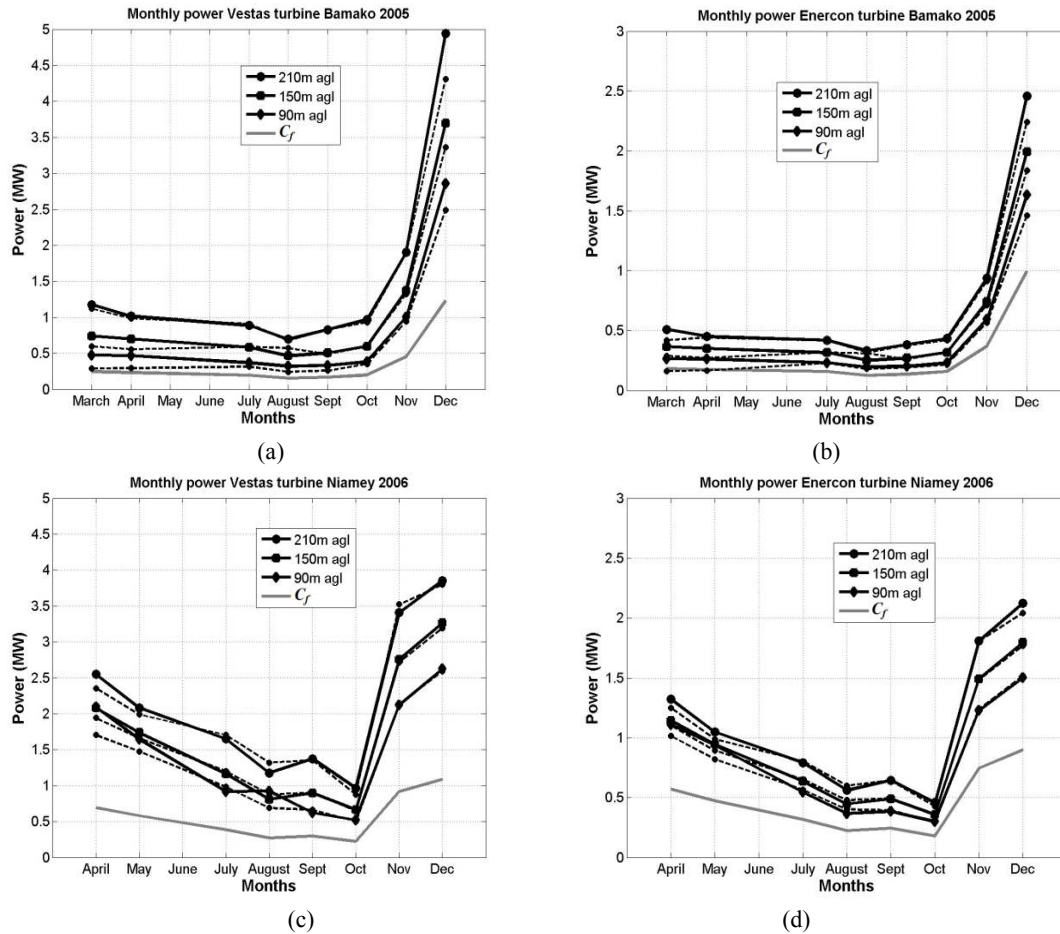 Monthly power Vestas turbine Bamako 2005
5
4.5
4
3.5
3
2.5
2
1.5
1
0.5
0
Power (MW)
210m agl
150m agl
90m agl
C_f
March April May June July August Sept Oct Nov Dec
Months
(a)
Monthly power Enercon turbine Bamako 2005
3
2.5
2
1.5
1
0.5
0
Power (MW)
210m agl
150m agl
90m agl
C_f
March April May June July August Sept Oct Nov Dec
Months
(b)
Monthly power Vestas turbine Niamey 2006
5
4.5
4
3.5
3
2.5
2
1.5
1
0.5
0
Power (MW)
210m agl
150m agl
90m agl
C_f
April May June July August Sept Oct Nov Dec
Months
(c)
Monthly power Enercon turbine Niamey 2006
3
2.5
2
1.5
1
0.5
0
Power (MW)
210m agl
150m agl
90m agl
C_f
April May June July August Sept Oct Nov Dec
Months
(d)